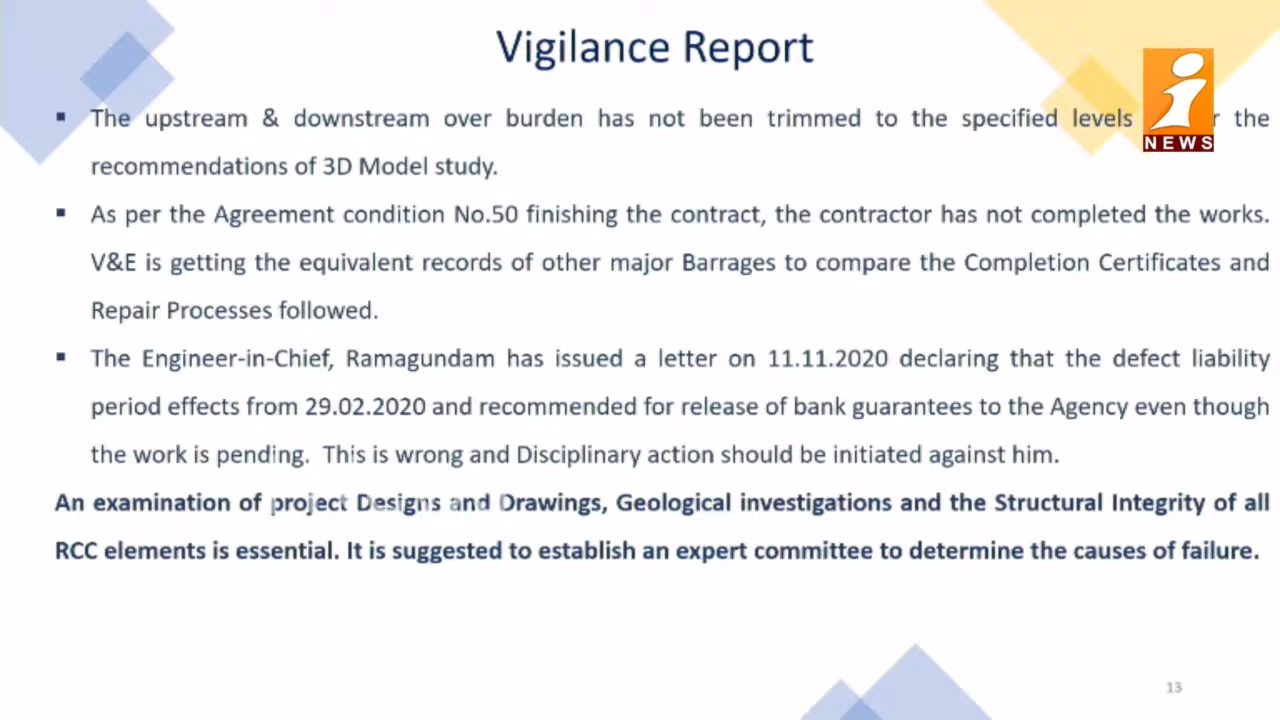 Vigilance Report
▪ The upstream & downstream over burden has not been trimmed to the specified levels r the
recommendations of 3D Model study.
▪ As per the Agreement condition No.50 finishing the contract, the contractor has not completed the works.
V&E is getting the equivalent records of other major Barrages to compare the Completion Certificates and
Repair Processes followed.
▪ The Engineer-in-Chief, Ramagundam has issued a letter on 11.11.2020 declaring that the defect liability
period effects from 29.02.2020 and recommended for release of bank guarantees to the Agency even though
the work is pending. This is wrong and Disciplinary action should be initiated against him.
An examination of project Designs and Drawings, Geological investigations and the Structural Integrity of all
RCC elements is essential. It is suggested to establish an expert committee to determine the causes of failure.
i
NEWS
13